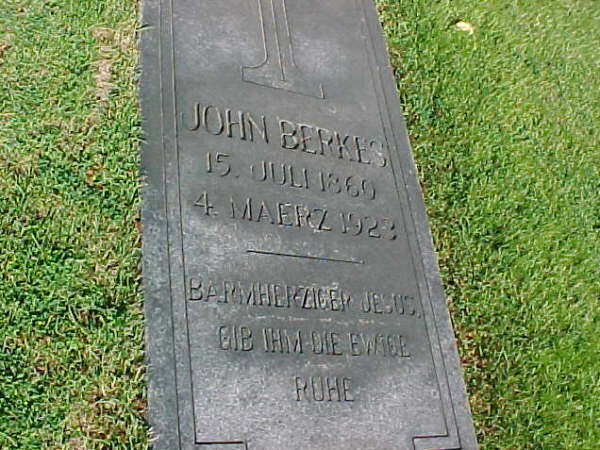 JOHN BERKES
15. JULI 1860
4. MAERZ 1923
BARMHERZIGER JESUS,
GIB IHM DIE EWIGE
RUHE